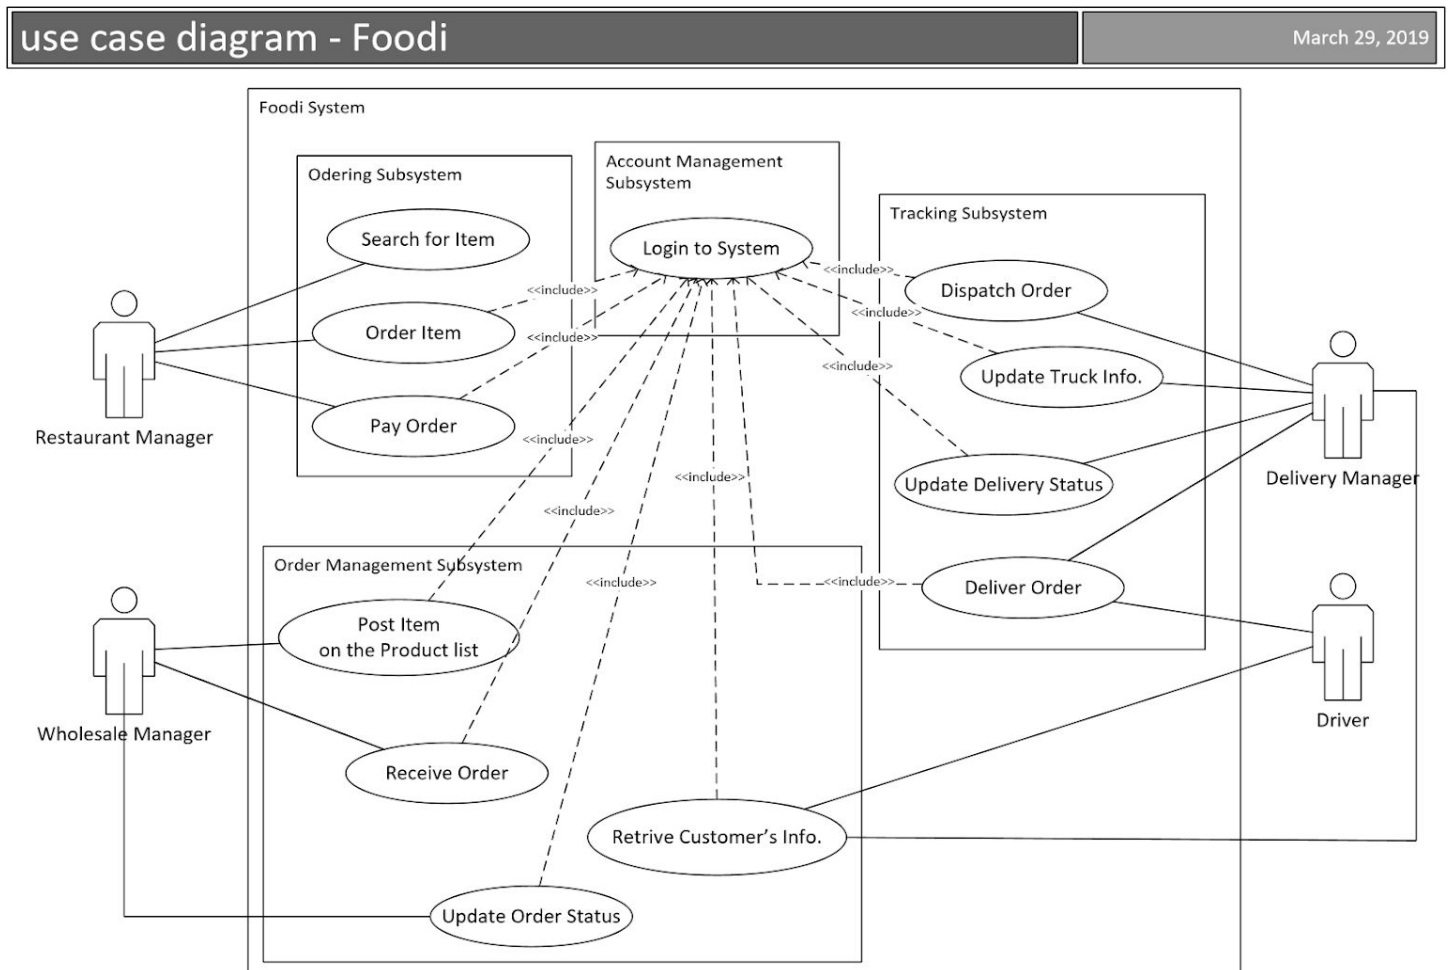 use case diagram - Foodi
March 29, 2019
Foodi System
Odering Subsystem
Search for Item
Order Item
Pay Order
Account Management
Subsystem
Login to System
Tracking Subsystem
Dispatch Order
Update Truck Info.
Update Delivery Status
Deliver Order
<<include>>
<<include>>
<<include>>
<<include>>
<<include>>
<<include>>
<<include>>
<<include>>
<<include>>
<<include>>
Restaurant Manager
Delivery Manager
Order Management Subsystem
Post Item
on the Product list
Receive Order
Retrive Customer's Info.
Update Order Status
Wholesale Manager
Driver